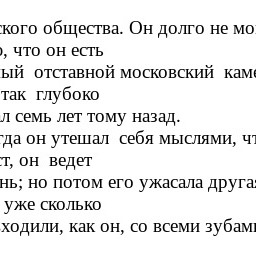 ского общества. Он долго не мо
, что он есть
ый отставной московский кам
так глубоко
л семь лет тому назад.
гда он утешал себя мыслями, ч
т, он ведет
нь; но потом его ужасала друга
уже сколько
ходили, как он, со всеми зубам